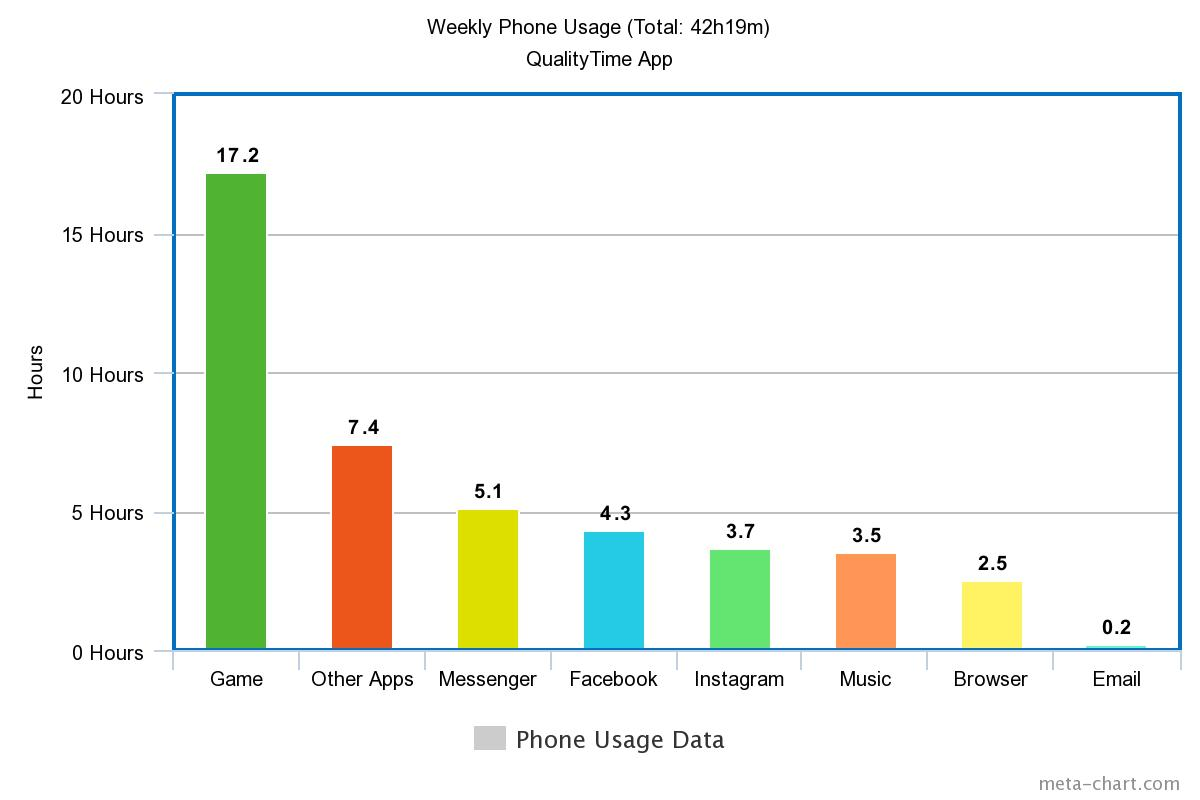 Weekly Phone Usage (Total: 42h19m)
QualityTime App
20 Hours
15 Hours
10 Hours
5 Hours
0 Hours
Hours
17.2
7.4
5.1
4.3
3.7
3.5
2.5
0.2
Game
Other Apps
Messenger
Facebook
Instagram
Music
Browser
Email
Phone Usage Data
meta-chart.com